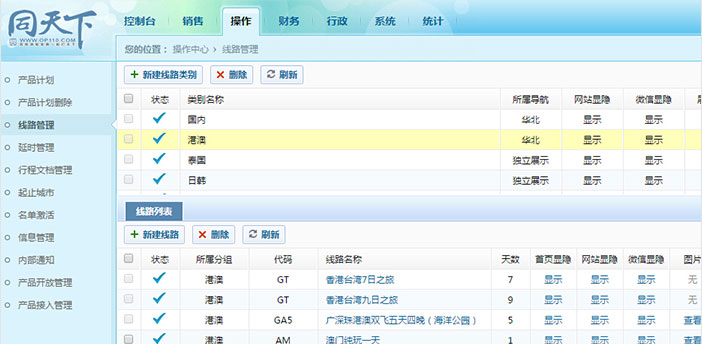 同天下
WWW.OP110.COM
控制台 销售 操作 财务 行政 系统 统计
您的位置： 操作中心 › 线路管理
产品计划
产品计划删除
线路管理
延时管理
行程文档管理
起止城市
名单激活
信息管理
内部通知
产品开放管理
产品接入管理
新建线路类别 删除 刷新
状态 类别名称 所属导航 网站显隐 微信显隐
国内 华北 显示 显示
港澳 华北 显示 显示
泰国 独立展示 显示 显示
日韩 独立展示 显示 显示
线路列表
新建线路 删除 刷新
状态 所属分组 代码 线路名称 天数 首页显隐 网站显隐 微信显隐 图片
港澳 GT 香港台湾7日之旅 7 显示 显示 显示 无
港澳 GT 香港台湾九日之旅 9 显示 显示 显示 无
港澳 GA5 广深珠港澳双飞五天四晚（海洋公园） 5 显示 显示 显示 查看
港澳 AM 澳门纯玩一天 1 显示 显示 显示 查看